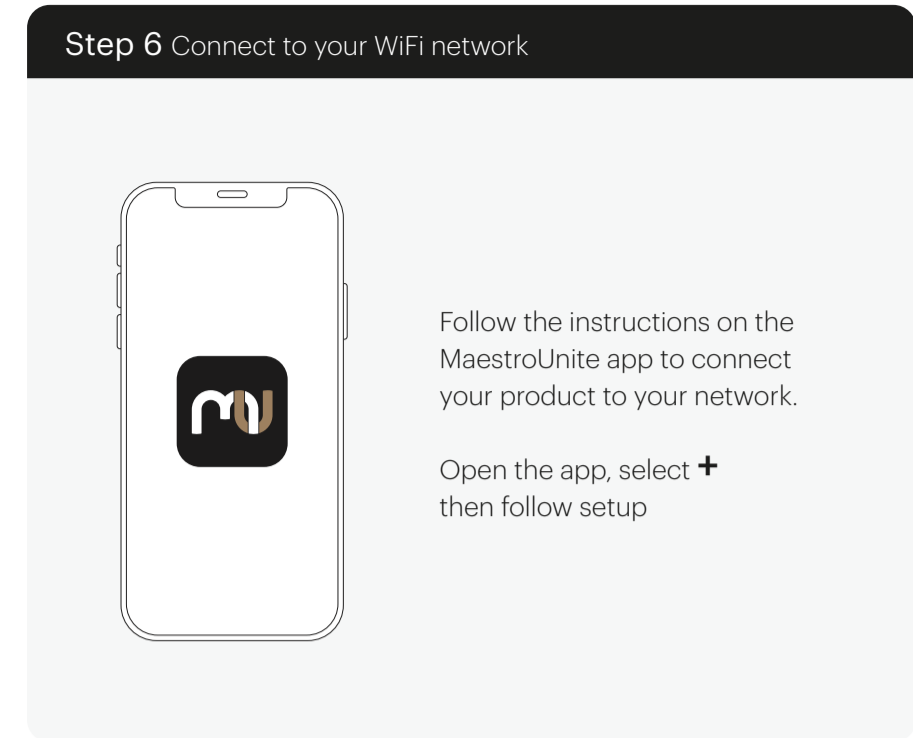 Step 6 Connect to your WiFi network
mu
Follow the instructions on the
MaestroUnite app to connect
your product to your network.
Open the app, select +
then follow setup